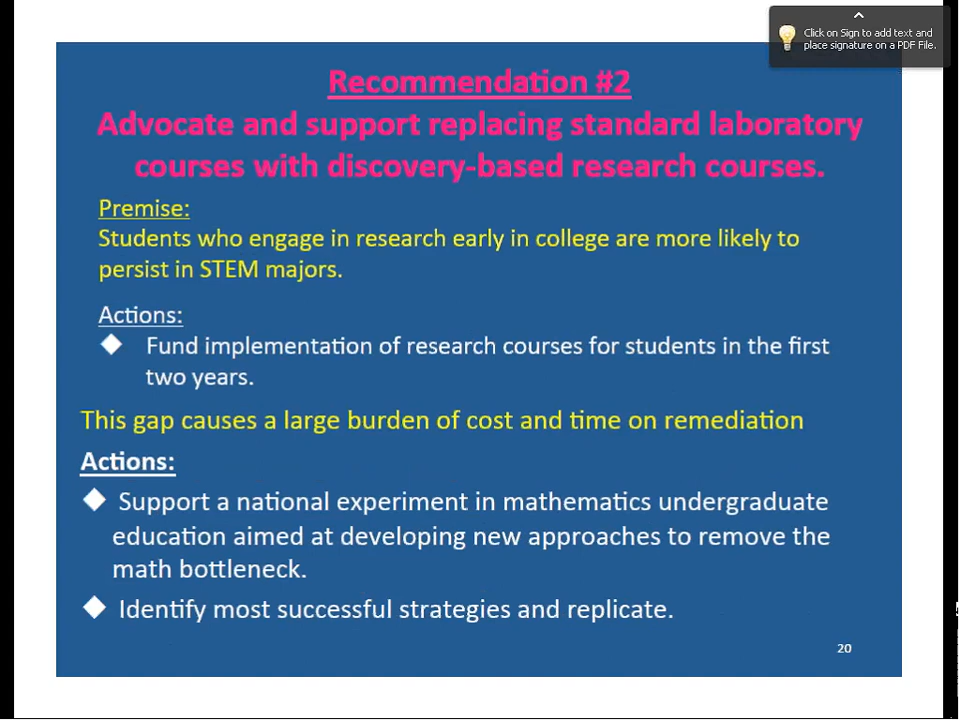 Click on Sign to add text and
place signature on a PDF File.
Recommendation #2
Advocate and support replacing standard laboratory
courses with discovery-based research courses.
Premise:
Students who engage in research early in college are more likely to
persist in STEM majors.
Actions:
◆ Fund implementation of research courses for students in the first
two years.
This gap causes a large burden of cost and time on remediation
Actions:
◆ Support a national experiment in mathematics undergraduate
education aimed at developing new approaches to remove the
math bottleneck.
◆ Identify most successful strategies and replicate.
20